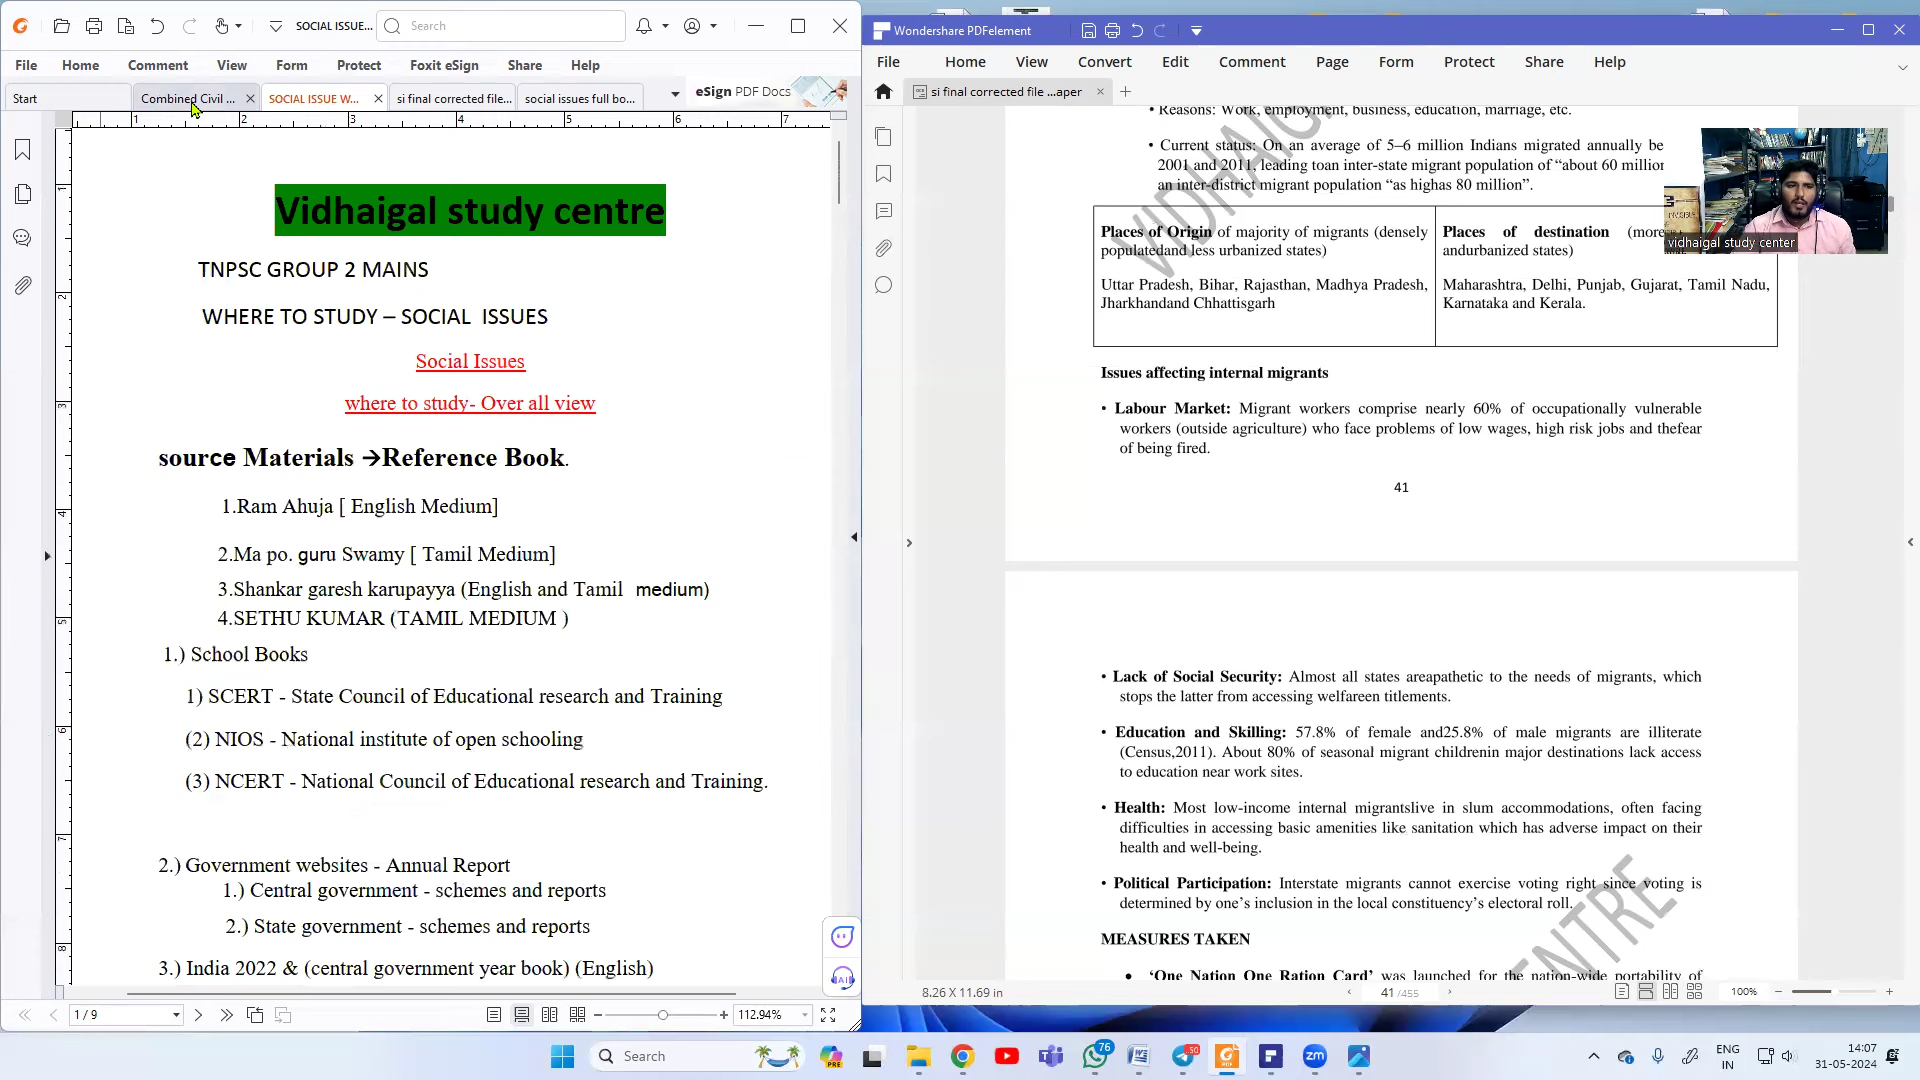 SOCIAL ISSUE...
Search
File Home Comment View Form Protect Foxit eSign Share Help
Start
Combined Civil ...
SOCIAL ISSUE W...
si final corrected file...
social issues full bo...
eSign PDF Docs
1 2 3 4 5 6 7
Vidhaigal study centre
TNPSC GROUP 2 MAINS
WHERE TO STUDY – SOCIAL ISSUES
Social Issues
where to study- Over all view
source Materials →Reference Book.
1.Ram Ahuja [ English Medium]
2.Ma po. guru Swamy [ Tamil Medium]
3.Shankar garesh karupayya (English and Tamil medium)
4.SETHU KUMAR (TAMIL MEDIUM )
1.) School Books
1) SCERT - State Council of Educational research and Training
(2) NIOS - National institute of open schooling
(3) NCERT - National Council of Educational research and Training.
2.) Government websites - Annual Report
1.) Central government - schemes and reports
2.) State government - schemes and reports
3.) India 2022 & (central government year book) (English)
1 / 9
112.94%
Wondershare PDFelement
File Home View Convert Edit Comment Page Form Protect Share Help
si final corrected file ...aper
• Reasons: Work, employment, business, education, marriage, etc.
• Current status: On an average of 5–6 million Indians migrated annually be
2001 and 2011, leading toan inter-state migrant population of “about 60 million
an inter-district migrant population “as highas 80 million”.
Places of Origin of majority of migrants (densely
populatedand less urbanized states)
Uttar Pradesh, Bihar, Rajasthan, Madhya Pradesh,
Jharkhandand Chhattisgarh
Places of destination (more
andurbanized states)
Maharashtra, Delhi, Punjab, Gujarat, Tamil Nadu,
Karnataka and Kerala.
vidhaigal study center
Issues affecting internal migrants
• Labour Market: Migrant workers comprise nearly 60% of occupationally vulnerable
workers (outside agriculture) who face problems of low wages, high risk jobs and thefear
of being fired.
41
• Lack of Social Security: Almost all states areapathetic to the needs of migrants, which
stops the latter from accessing welfareen titlements.
• Education and Skilling: 57.8% of female and25.8% of male migrants are illiterate
(Census,2011). About 80% of seasonal migrant childrenin major destinations lack access
to education near work sites.
• Health: Most low-income internal migrantslive in slum accommodations, often facing
difficulties in accessing basic amenities like sanitation which has adverse impact on their
health and well-being.
• Political Participation: Interstate migrants cannot exercise voting right since voting is
determined by one’s inclusion in the local constituency’s electoral roll.
MEASURES TAKEN
• ‘One Nation One Ration Card’ was launched for the nation-wide portability of
8.26 x 11.69 in
41 /455
100%
Search
76
50
ENG
IN
14:07
31-05-2024